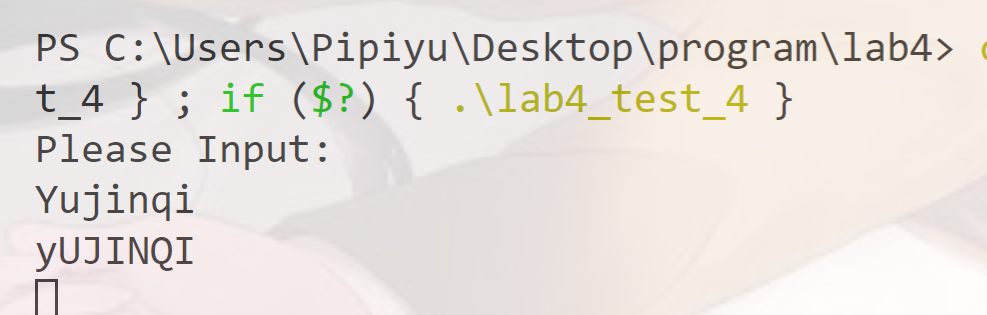 PS C:\Users\Pipiyu\Desktop\program\lab4>
t_4 } ; if ($?) { .\lab4_test_4 }
Please Input:
Yujinqi
yUJINQI